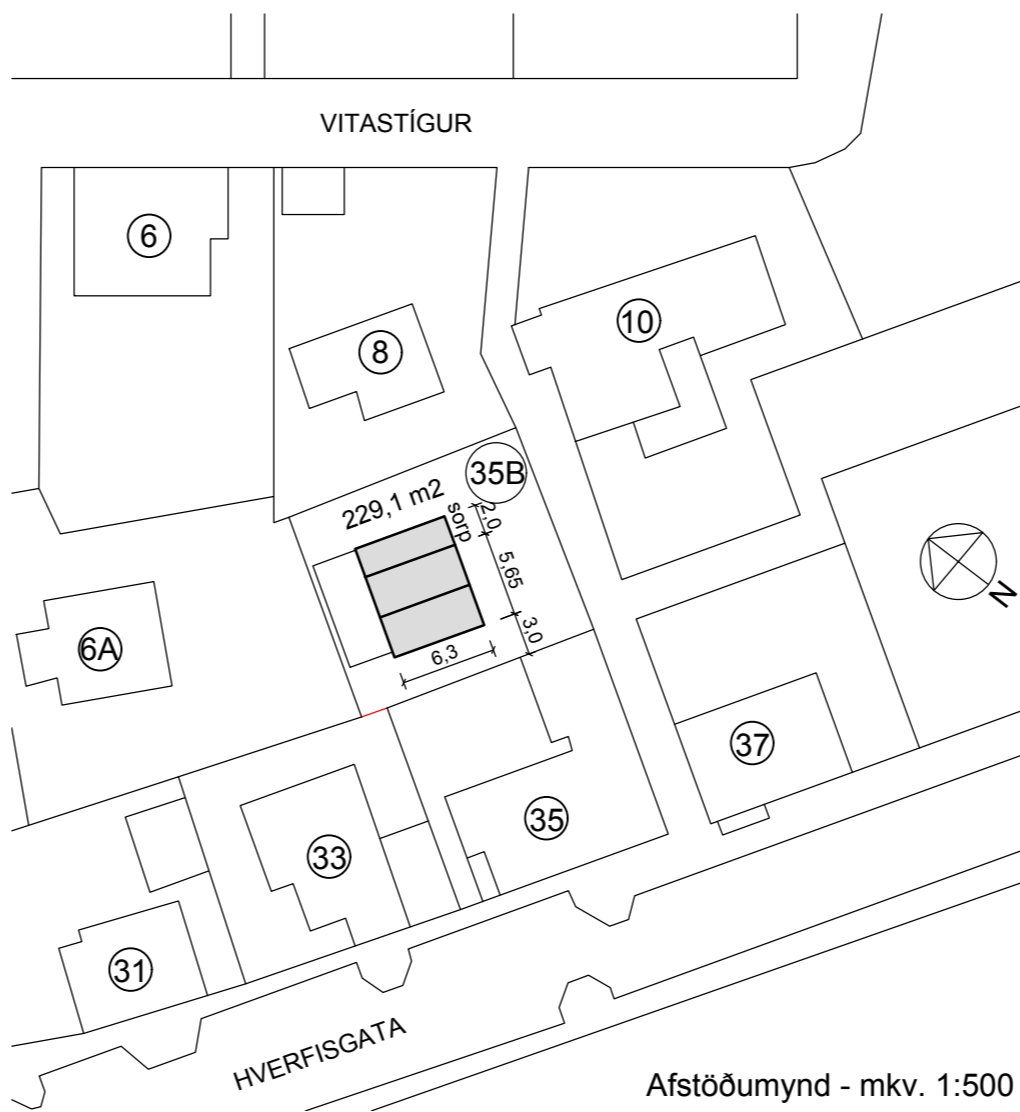 VITASTÍGUR
6
8
10
35B
229,1 m2
sorp
2,0
5,65
3,0
6,3
6A
N
37
35
33
31
HVERFISGATA
Afstöðumynd - mkv. 1:500